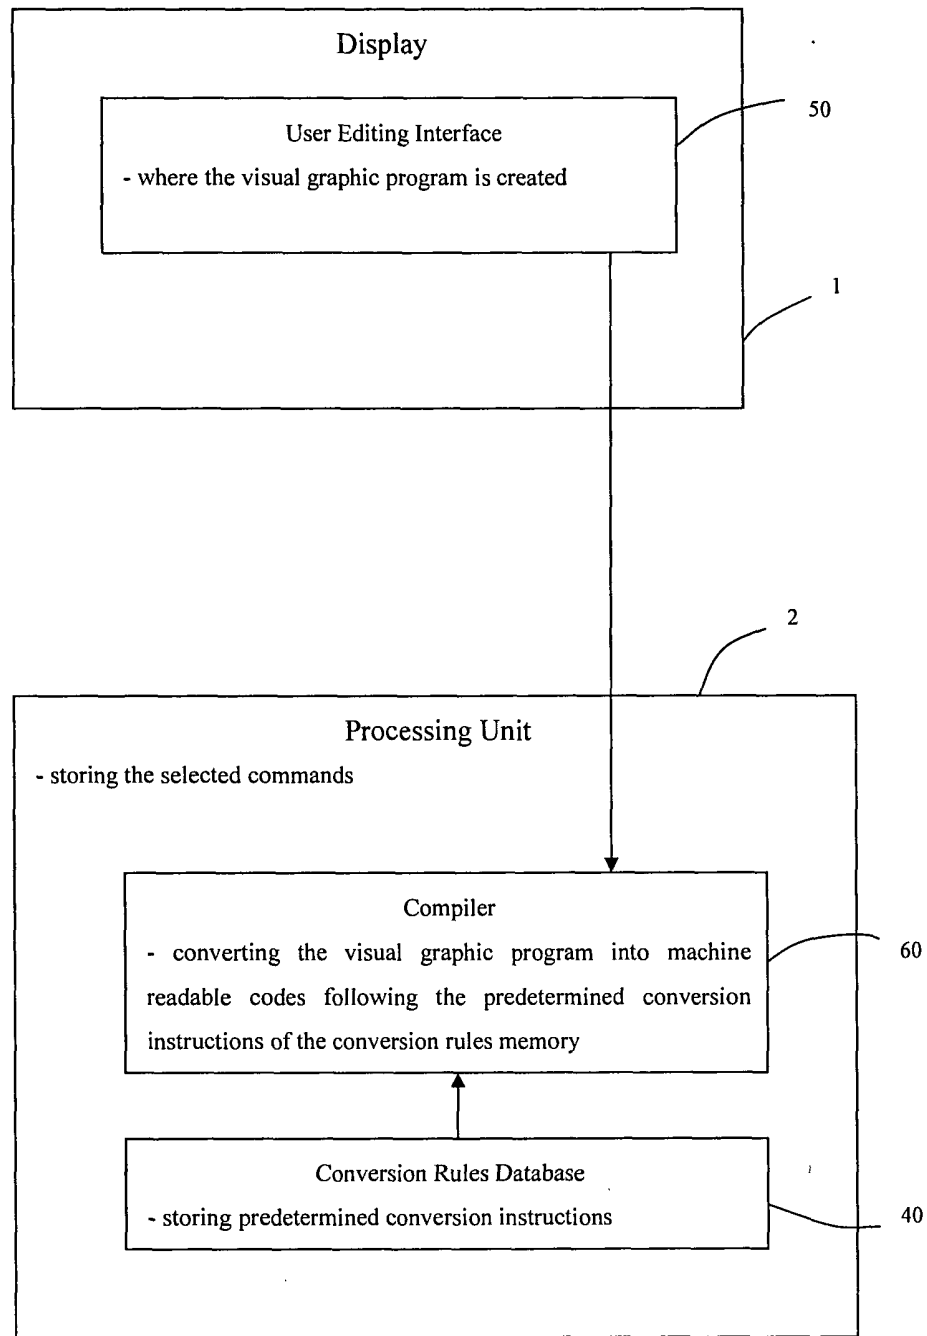 Display
50
User Editing Interface
- where the visual graphic program is created
1
2
Processing Unit
- storing the selected commands
Compiler
- converting the visual graphic program into machine
readable codes following the predetermined conversion
instructions of the conversion rules memory
60
Conversion Rules Database
- storing predetermined conversion instructions
40